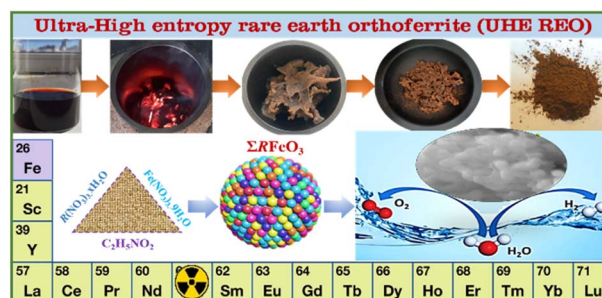 Ultra-High entropy rare earth orthoferrite (UHE REO)
ΣRFeO₃
26
Fe
21
Sc
39
Y
R(NO₃)₃.xH₂O
Fe(NO₃)₃.9H₂O
C₂H₅NO₂
O₂
H₂
H₂O
57 58 59 60 62 63 64 65 66 67 68 69 70 71
La Ce Pr Nd Sm Eu Gd Tb Dy Ho Er Tm Yb Lu